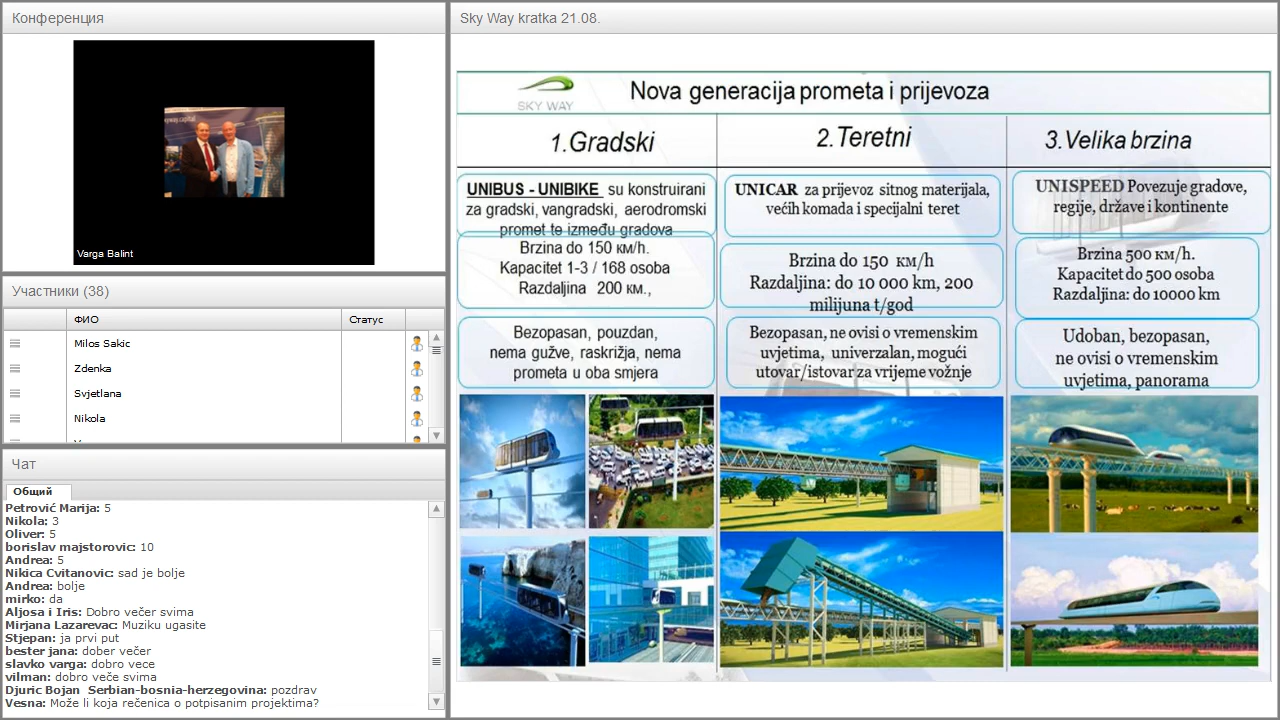 Конференция
Varga Balint
Участники (38)
ФИО
Статус
Milos Sakic
Zdenka
Svjetlana
Nikola
Чат
Общий
Petrović Marija: 5
Nikola: 3
Oliver: 5
borislav majstorovic: 10
Andrea: 5
Nikica Cvitanovic: sad je bolje
Andrea: bolje
mirko: da
Aljosa i Iris: Dobro večer svima
Mirjana Lazarevac: Muziku ugasite
Stjepan: ja prvi put
bester jana: dober večer
slavko varga: dobro vece
vilman: dobro veče svima
Djuric Bojan Serbian-bosnia-herzegovina: pozdrav
Vesna: Može li koja rečenica o potpisanim projektima?
Sky Way kratka 21.08.
SKY WAY
Nova generacija prometa i prijevoza
1.Gradski
UNIBUS - UNIBIKE su konstruirani
za gradski, vangradski, aerodromski
promet te između gradova
Brzina do 150 км/h.
Kapacitet 1-3 / 168 osoba
Razdaljina 200 км.,
Bezopasan, pouzdan,
nema gužve, raskrižja, nema
prometa u oba smjera
2.Teretni
UNICAR za prijevoz sitnog materijala,
većih komada i specijalni teret
Brzina do 150 км/h
Razdaljina: do 10 000 km, 200
milijuna t/god
Bezopasan, ne ovisi o vremenskim
uvjetima, univerzalan, mogući
utovar/istovar za vrijeme vožnje
3.Velika brzina
UNISPEED Povezuje gradove,
regije, države i kontinente
Brzina 500 км/h.
Kapacitet do 500 osoba
Razdaljina: do 10000 km
Udoban, bezopasan,
ne ovisi o vremenskim
uvjetima, panorama